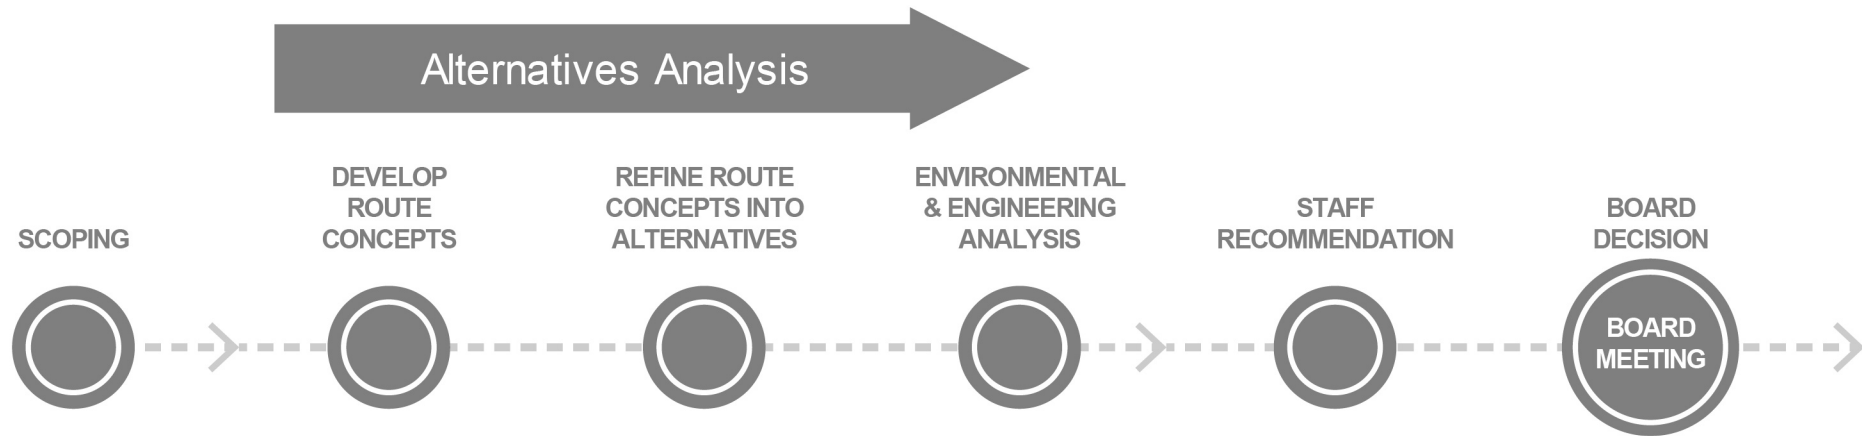 Alternatives Analysis
SCOPING
DEVELOP
ROUTE
CONCEPTS
REFINE ROUTE
CONCEPTS INTO
ALTERNATIVES
ENVIRONMENTAL
& ENGINEERING
ANALYSIS
STAFF
RECOMMENDATION
BOARD
DECISION
BOARD
MEETING